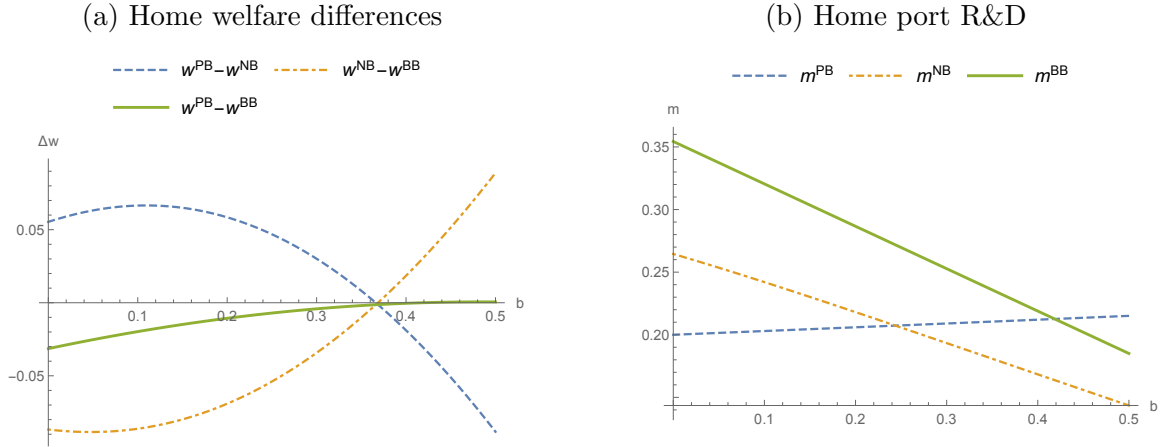 (a) Home welfare differences
w^PB−w^NB w^NB−w^BB
w^PB−w^BB
Δw
0.05
−0.05
0.1 0.2 0.3 0.4 0.5 b
(b) Home port R&D
m^PB m^NB m^BB
m
0.35
0.30
0.25
0.20
0.1 0.2 0.3 0.4 0.5 b